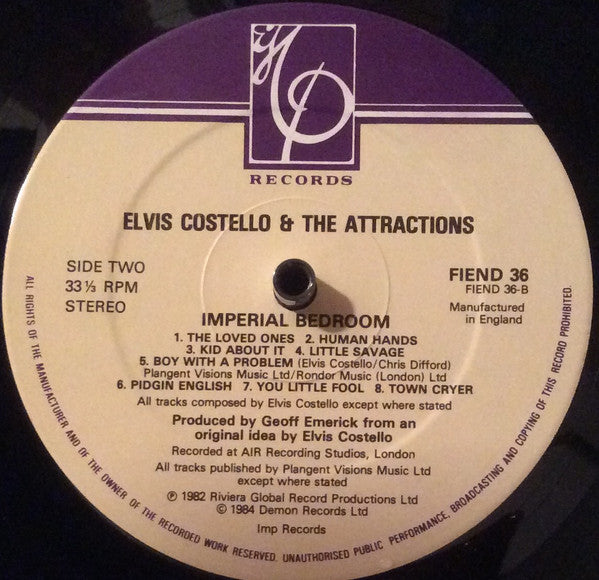 imp
RECORDS
ELVIS COSTELLO & THE ATTRACTIONS
SIDE TWO
33⅓ RPM
STEREO
FIEND 36
FIEND 36-B
Manufactured
in England
IMPERIAL BEDROOM
1. THE LOVED ONES 2. HUMAN HANDS
3. KID ABOUT IT 4. LITTLE SAVAGE
5. BOY WITH A PROBLEM (Elvis Costello/Chris Difford)
Plangent Visions Music Ltd/Rondor Music (London) Ltd
6. PIDGIN ENGLISH 7. YOU LITTLE FOOL 8. TOWN CRYER
All tracks composed by Elvis Costello except where stated
Produced by Geoff Emerick from an
original idea by Elvis Costello
Recorded at AIR Recording Studios, London
All tracks published by Plangent Visions Music Ltd
except where stated
℗ 1982 Riviera Global Record Productions Ltd
© 1984 Demon Records Ltd
Imp Records
ALL RIGHTS OF THE MANUFACTURER AND OF THE OWNER OF THE RECORDED WORK RESERVED. UNAUTHORISED PUBLIC PERFORMANCE, BROADCASTING AND COPYING OF THIS RECORD PROHIBITED.